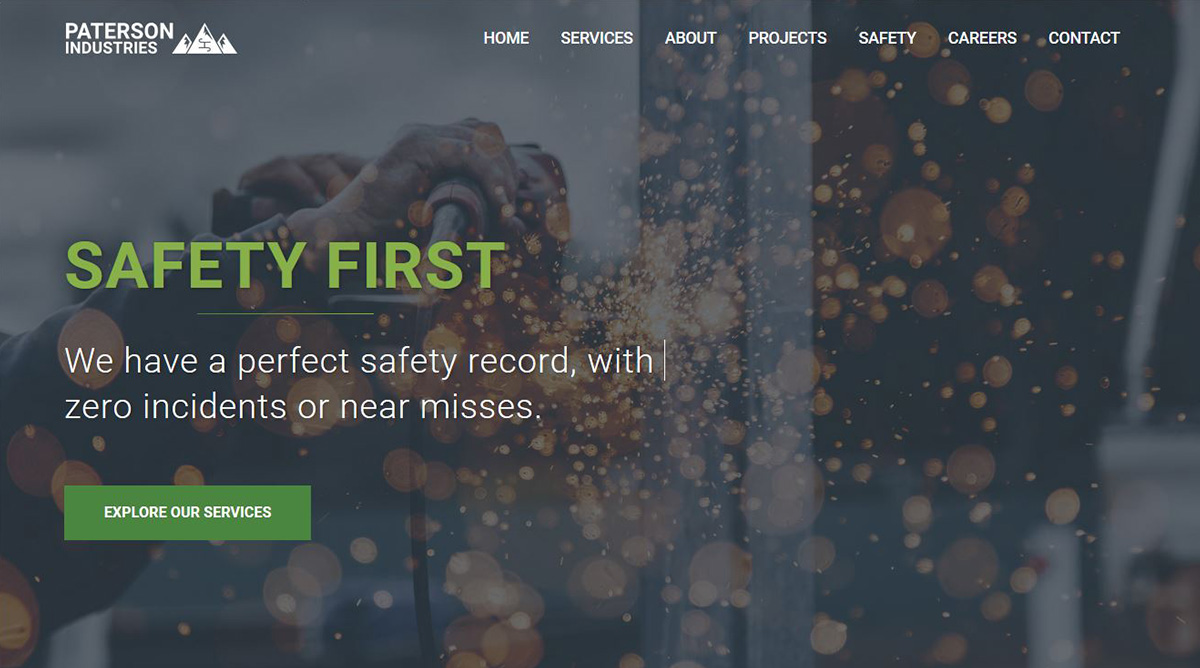 PATERSON
INDUSTRIES
HOME SERVICES ABOUT PROJECTS SAFETY CAREERS CONTACT
SAFETY FIRST
We have a perfect safety record, with
zero incidents or near misses.
EXPLORE OUR SERVICES